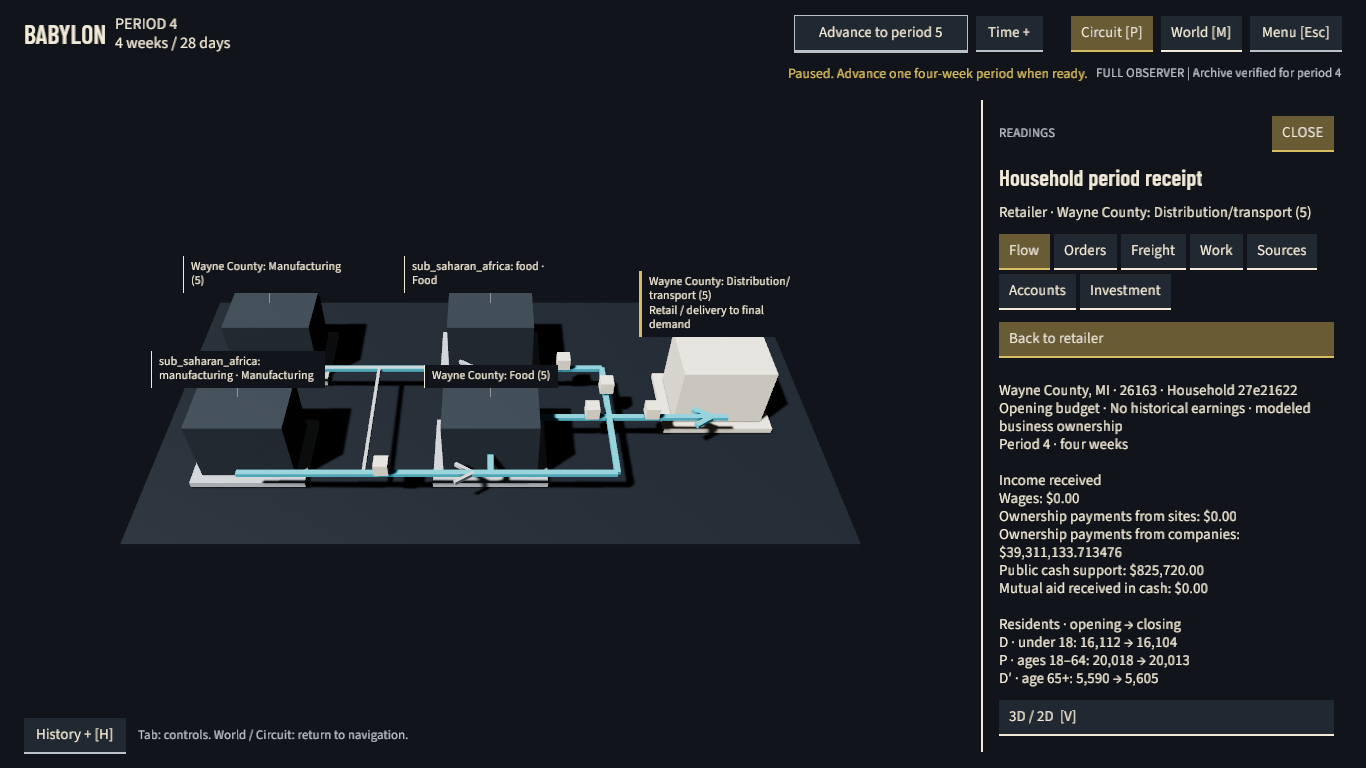 BABYLON
PERIOD 4
4 weeks / 28 days
Advance to period 5
Time +
Circuit [P]
World [M]
Menu [Esc]
Paused. Advance one four-week period when ready.
FULL OBSERVER | Archive verified for period 4
READINGS
CLOSE
Household period receipt
Retailer · Wayne County: Distribution/transport (5)
Flow
Orders
Freight
Work
Sources
Accounts
Investment
Back to retailer
Wayne County, MI · 26163 · Household 27e21622
Opening budget · No historical earnings · modeled
business ownership
Period 4 · four weeks
Income received
Wages: $0.00
Ownership payments from sites: $0.00
Ownership payments from companies:
$39,311,133.713476
Public cash support: $825,720.00
Mutual aid received in cash: $0.00
Residents · opening → closing
D · under 18: 16,112 → 16,104
P · ages 18–64: 20,018 → 20,013
D′ · age 65+: 5,590 → 5,605
3D / 2D [V]
Wayne County: Manufacturing
(5)
sub_saharan_africa: food ·
Food
Wayne County: Distribution/
transport (5)
Retail / delivery to final
demand
sub_saharan_africa:
manufacturing · Manufacturing
Wayne County: Food (5)
History + [H]
Tab: controls. World / Circuit: return to navigation.